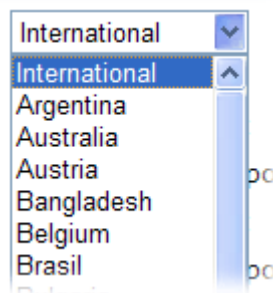 International
International
Argentina
Australia
Austria
Bangladesh
Belgium
Brasil